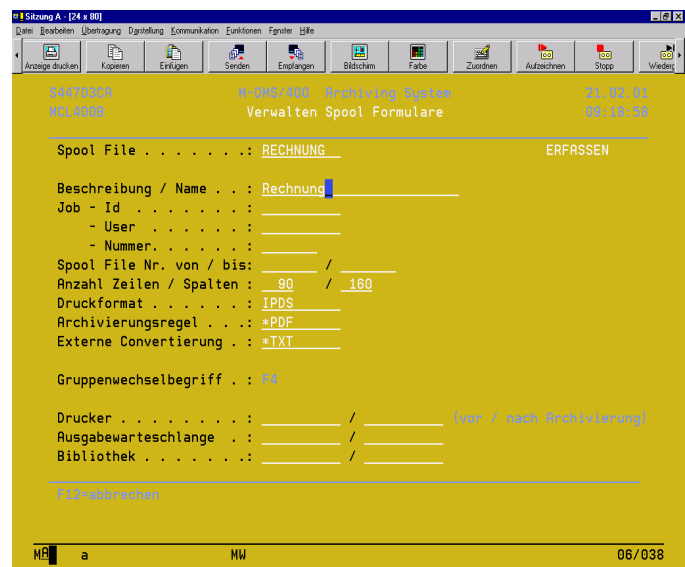 Sitzung A - [24 x 80]
Datei Bearbeiten Übertragung Darstellung Kommunikation Funktionen Fenster Hilfe
Anzeige drucken Kopieren Einfügen Senden Empfangen Bildschirm Farbe Zuordnen Aufzeichnen Stopp Wiederg
S44703CA M-DMS/400 Archiving System 21.02.01
MCL400B Verwalten Spool Formulare 09:18:58
Spool File . . . . . . .: RECHNUNG ERFASSEN
Beschreibung / Name . . : Rechnung
Job - Id . . . . . . . :
- User . . . . . . :
- Nummer. . . . . . :
Spool File Nr. von / bis: /
Anzahl Zeilen / Spalten : 90 / 160
Druckformat . . . . . . : IPDS
Archivierungsregel . . .: *PDF
Externe Convertierung . : *TXT
Gruppenwechselbegriff . : F4
Drucker . . . . . . . . : / (vor / nach Archivierung)
Ausgabewarteschlange . : /
Bibliothek . . . . . . .: /
F12=abbrechen
MA a MW 06/038